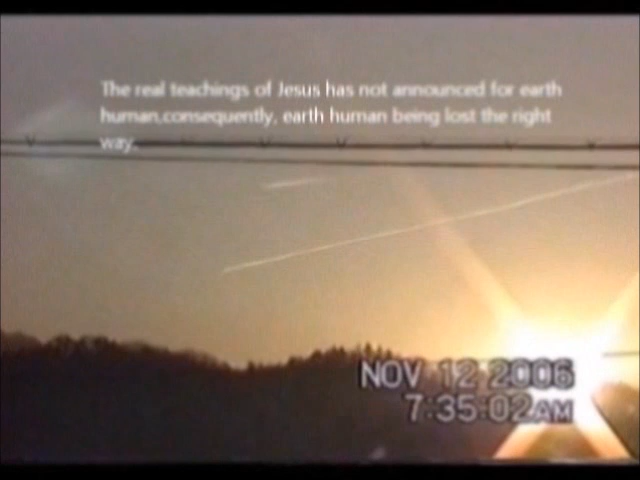 The real teachings of Jesus has not announced for earth
human,consequently, earth human being lost the right
way.
NOV 12 2006
7:35:02AM